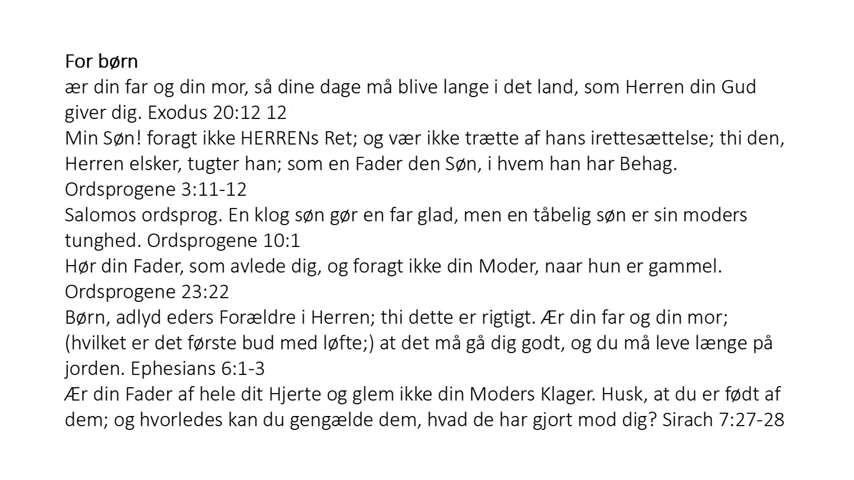 For børn
ær din far og din mor, så dine dage må blive lange i det land, som Herren din Gud
giver dig. Exodus 20:12 12
Min Søn! foragt ikke HERRENs Ret; og vær ikke trætte af hans irettesættelse; thi den,
Herren elsker, tugter han; som en Fader den Søn, i hvem han har Behag.
Ordsprogene 3:11-12
Salomos ordsprog. En klog søn gør en far glad, men en tåbelig søn er sin moders
tunghed. Ordsprogene 10:1
Hør din Fader, som avlede dig, og foragt ikke din Moder, naar hun er gammel.
Ordsprogene 23:22
Børn, adlyd eders Forældre i Herren; thi dette er rigtigt. Ær din far og din mor;
(hvilket er det første bud med løfte;) at det må gå dig godt, og du må leve længe på
jorden. Ephesians 6:1-3
Ær din Fader af hele dit Hjerte og glem ikke din Moders Klager. Husk, at du er født af
dem; og hvorledes kan du gengælde dem, hvad de har gjort mod dig? Sirach 7:27-28